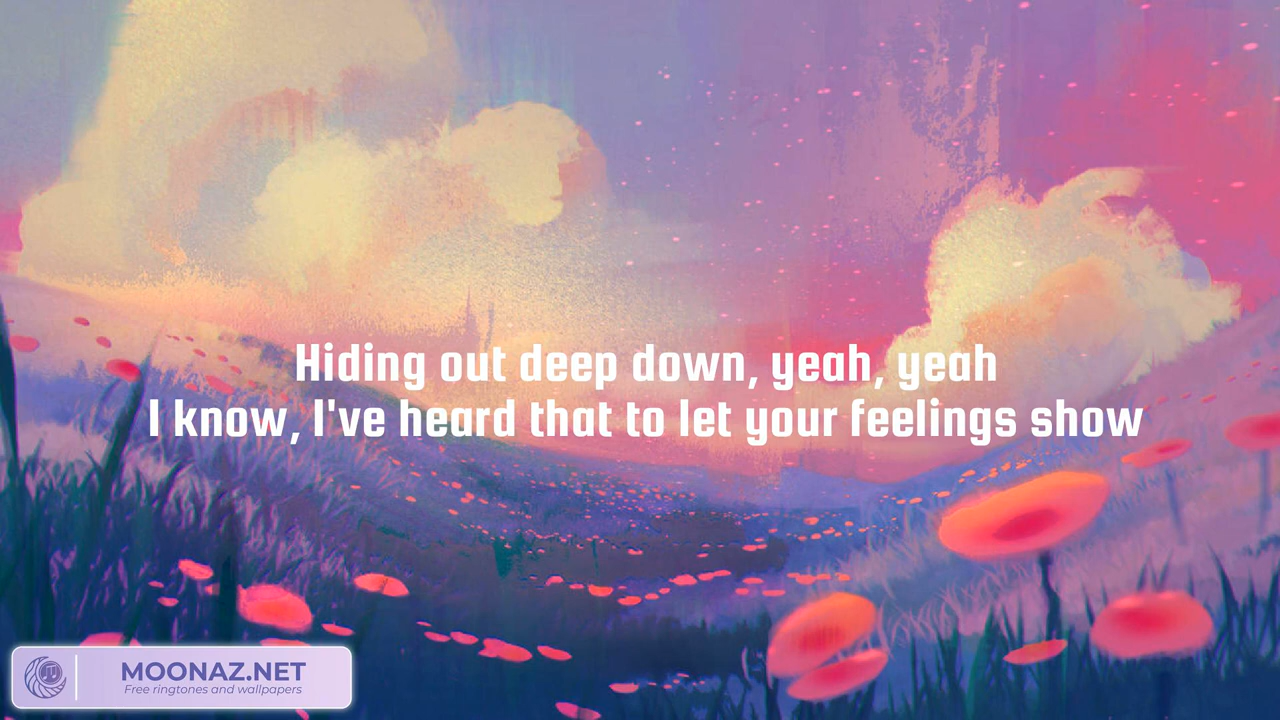 Hiding out deep down, yeah, yeah
I know, I've heard that to let your feelings show
MOONAZ.NET
Free ringtones and wallpapers